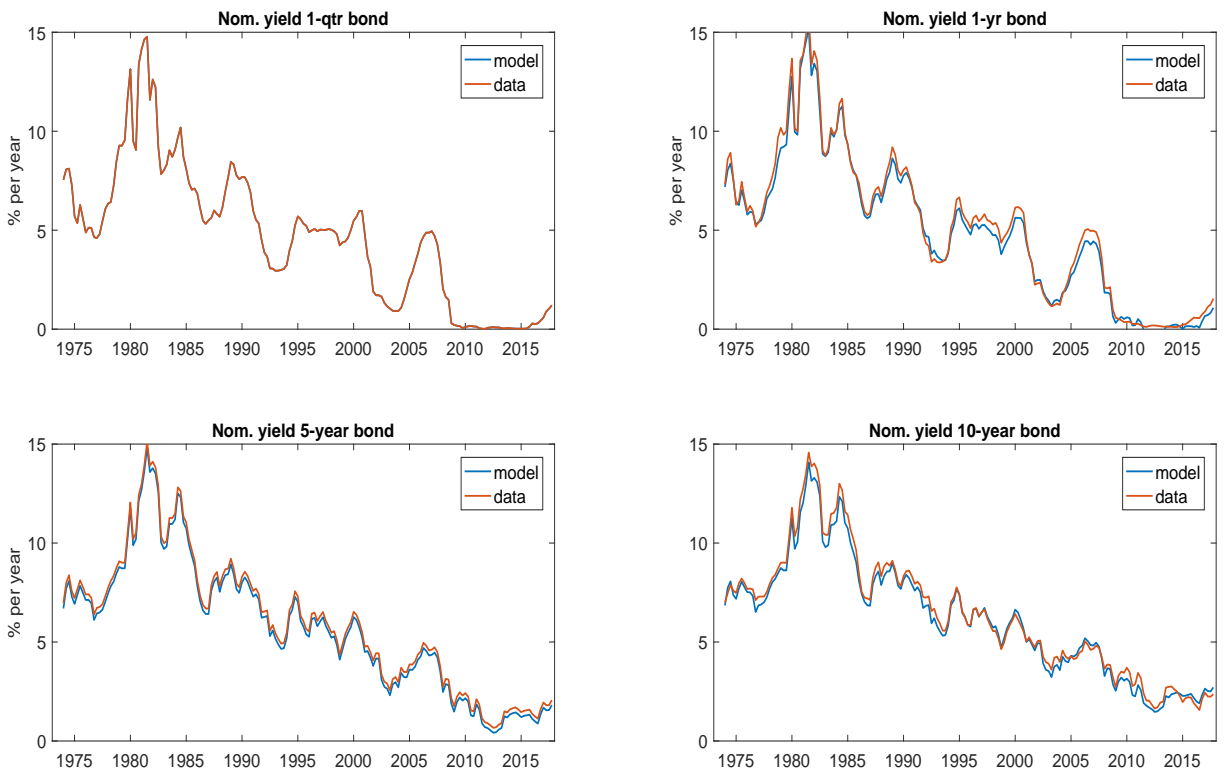 Nom. yield 1-qtr bond
15
10
5
0
% per year
model
data
1975 1980 1985 1990 1995 2000 2005 2010 2015
Nom. yield 1-yr bond
15
10
5
0
% per year
model
data
1975 1980 1985 1990 1995 2000 2005 2010 2015
Nom. yield 5-year bond
15
10
5
0
% per year
model
data
1975 1980 1985 1990 1995 2000 2005 2010 2015
Nom. yield 10-year bond
15
10
5
0
% per year
model
data
1975 1980 1985 1990 1995 2000 2005 2010 2015